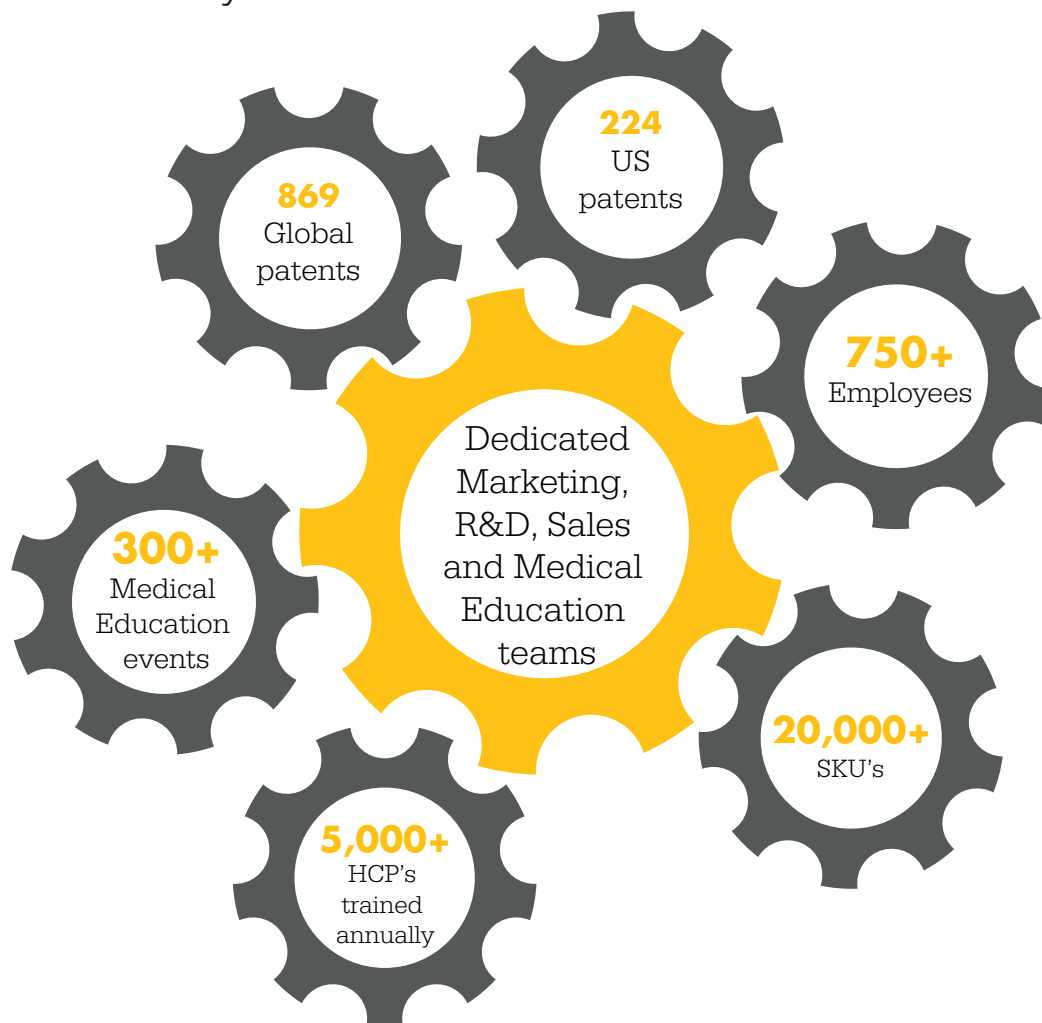 224
US
patents
869
Global
patents
750+
Employees
Dedicated
Marketing,
R&D, Sales
and Medical
Education
teams
300+
Medical
Education
events
20,000+
SKU's
5,000+
HCP's
trained
annually